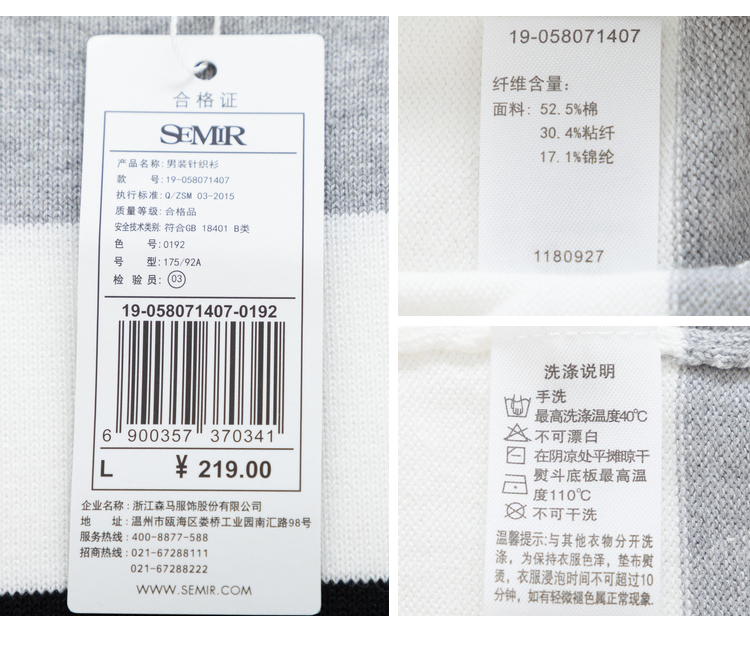 合格证
SEMIR
产品名称: 男装针织衫
款 号: 19-058071407
执行标准: Q/ZSM 03-2015
质量等级: 合格品
安全技术类别: 符合GB 18401 B类
色 号: 0192
号 型: 175/92A
检 验 员: 03
19-058071407-0192
6 900357 370341
L ¥ 219.00
企业名称: 浙江森马服饰股份有限公司
地 址: 温州市瓯海区娄桥工业园南汇路98号
服务热线: 400-8877-588
招商热线: 021-67288111
021-67288222
WWW.SEMIR.COM
19-058071407
纤维含量:
面料: 52.5%棉
30.4%粘纤
17.1%锦纶
1180927
洗涤说明
手洗
最高洗涤温度40℃
不可漂白
在阴凉处平摊晾干
熨斗底板最高温
度110℃
不可干洗
温馨提示:与其他衣物分开洗
涤, 为保持衣服色泽, 垫布熨
烫, 衣服浸泡时间不可超过10
分钟, 如有轻微褪色属正常现象.